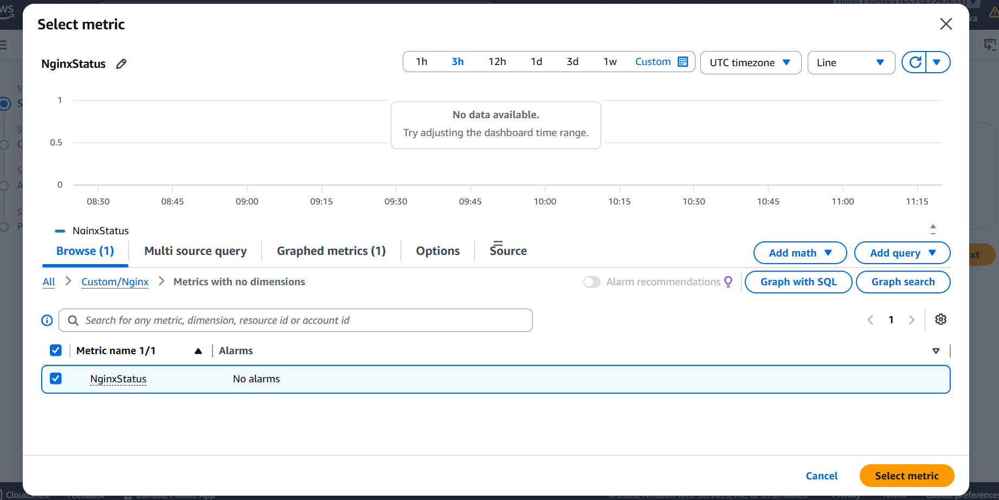 Select metric
NginxStatus
1h 3h 12h 1d 3d 1w Custom
UTC timezone
Line
1
No data available.
Try adjusting the dashboard time range.
0.5
0
08:30 08:45 09:00 09:15 09:30 09:45 10:00 10:15 10:30 10:45 11:00 11:15
NginxStatus
Browse (1) Multi source query Graphed metrics (1) Options Source
Add math Add query
All Custom/Nginx Metrics with no dimensions
Alarm recommendations Graph with SQL Graph search
Search for any metric, dimension, resource id or account id
1
Metric name 1/1 Alarms
NginxStatus No alarms
Cancel Select metric
CloudShell Feedback Console Mobile App